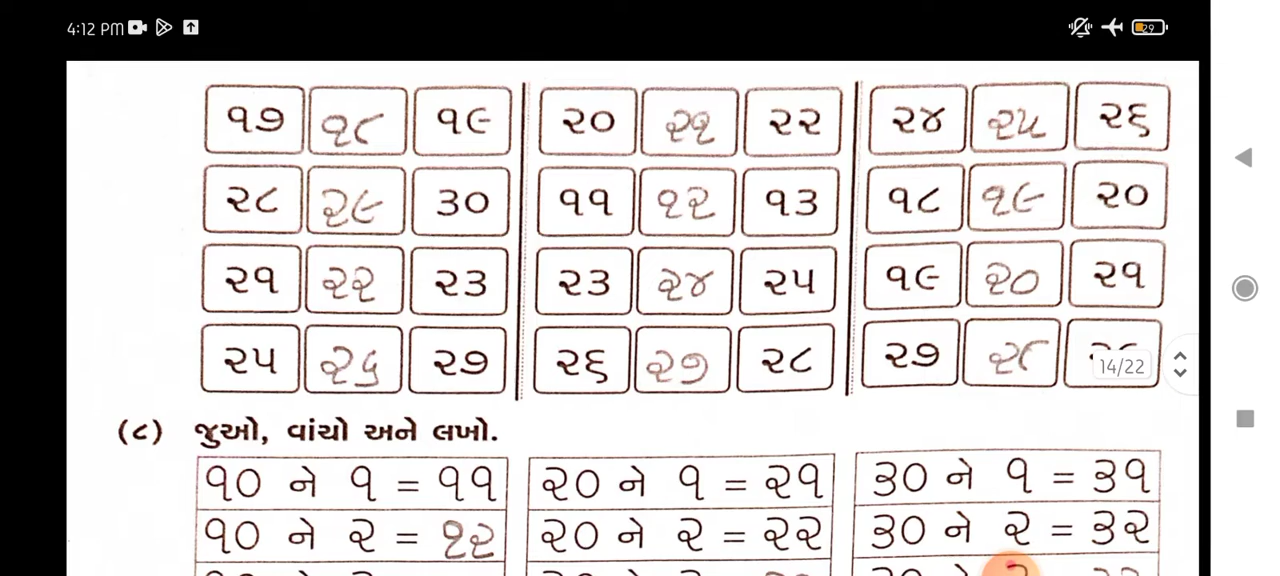 4:12 PM
29
૧૭ ૧૮ ૧૯ ૨૦ ૨૧ ૨૨ ૨૪ ૨૫ ૨૬
૨૮ ૨૯ ૩૦ ૧૧ ૧૨ ૧૩ ૧૮ ૧૯ ૨૦
૨૧ ૨૨ ૨૩ ૨૩ ૨૪ ૨૫ ૧૯ ૨૦ ૨૧
૨૫ ૨૬ ૨૭ ૨૬ ૨૭ ૨૮ ૨૭ ૨૮
14/22
(૮) જુઓ, વાંચો અને લખો.
૧૦ ને ૧ = ૧૧ ૨૦ ને ૧ = ૨૧ ૩૦ ને ૧ = ૩૧
૧૦ ને ૨ = ૧૨ ૨૦ ને ૨ = ૨૨ ૩૦ ને ૨ = ૩૨